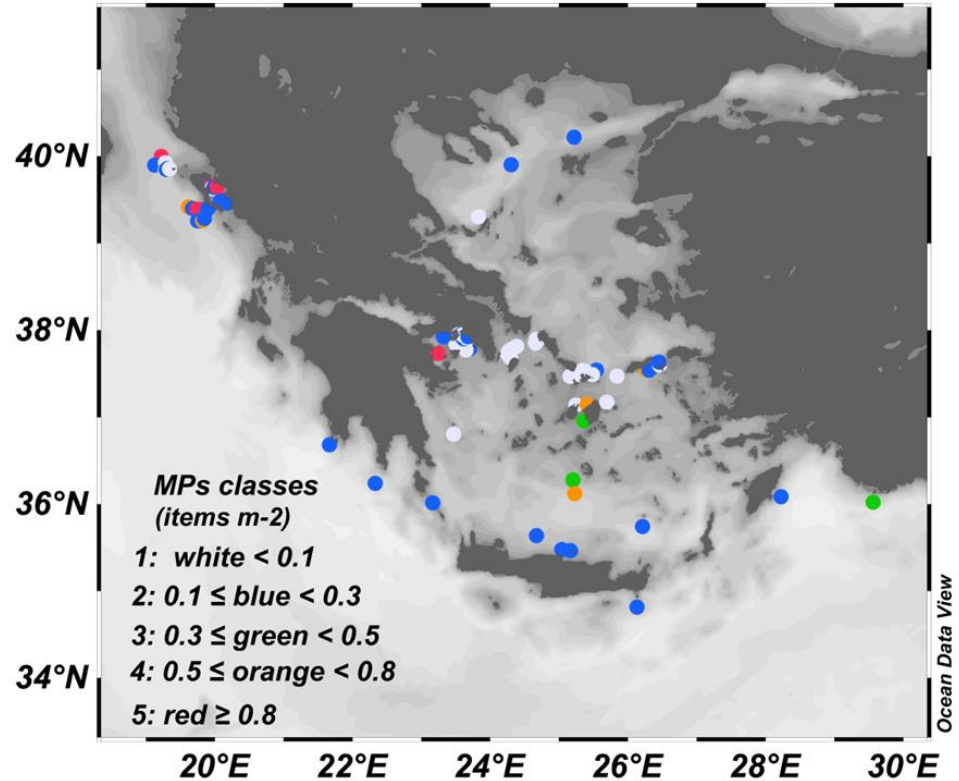 40°N
38°N
36°N
34°N
MPs classes
(items m-2)
1: white < 0.1
2: 0.1 ≤ blue < 0.3
3: 0.3 ≤ green < 0.5
4: 0.5 ≤ orange < 0.8
5: red ≥ 0.8
20°E 22°E 24°E 26°E 28°E 30°E
Ocean Data View